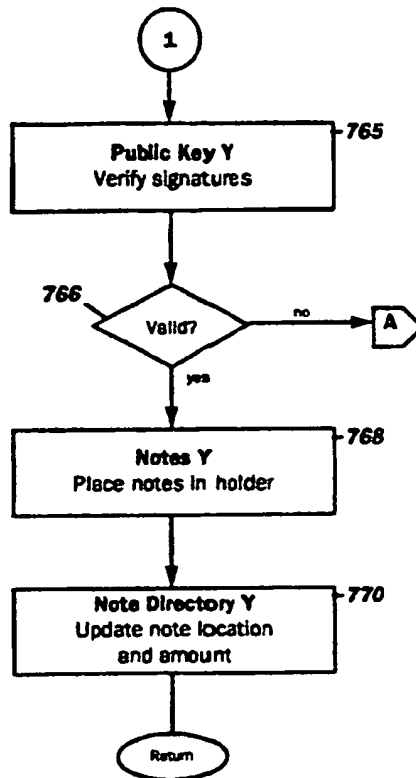 1
765
Public Key Y
Verify signatures
766
Valid?
no
A
yes
768
Notes Y
Place notes in holder
770
Note Directory Y
Update note location
and amount
Return